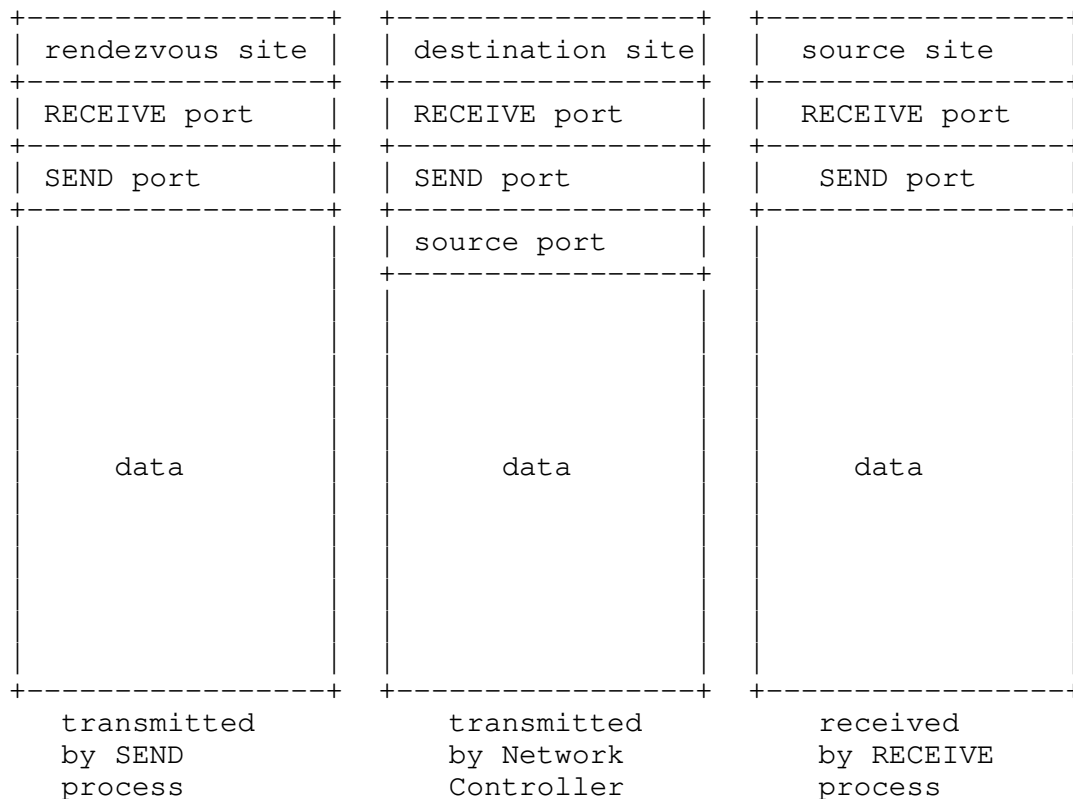 rendezvous site destination site source site
RECEIVE port RECEIVE port RECEIVE port
SEND port SEND port SEND port
source port
data data data
transmitted transmitted received
by SEND by Network by RECEIVE
process Controller process